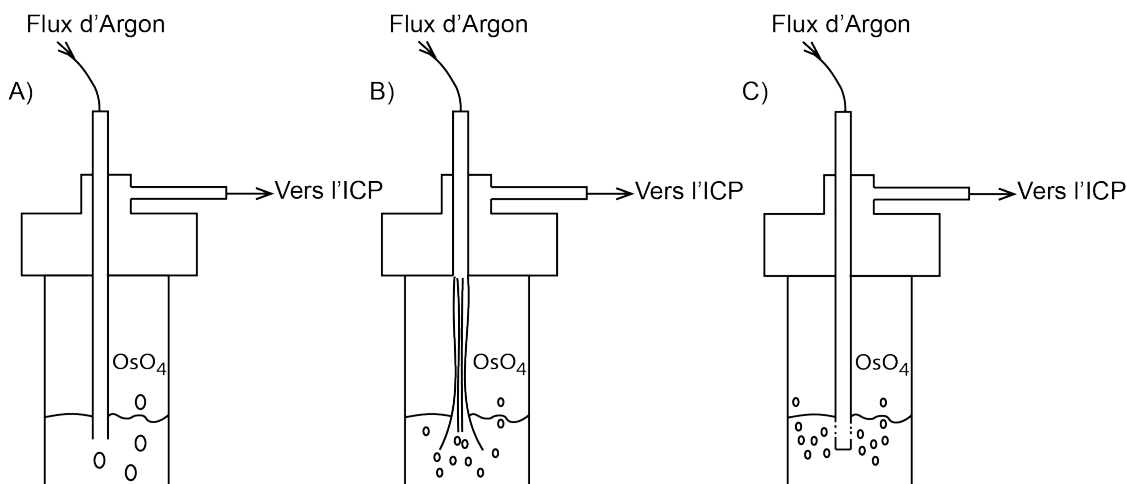 Flux d'Argon
A)
Vers l'ICP
OsO4
Flux d'Argon
B)
Vers l'ICP
OsO4
Flux d'Argon
C)
Vers l'ICP
OsO4